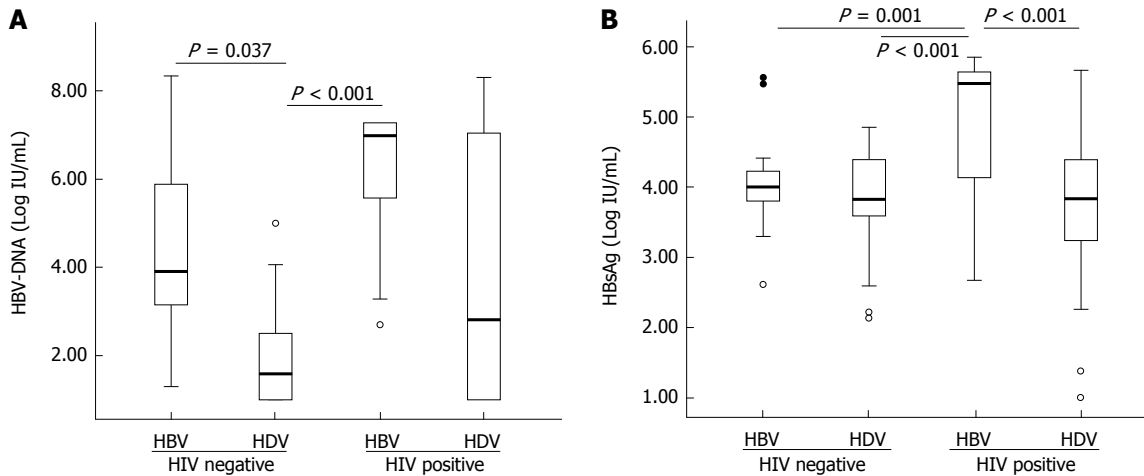 A
P = 0.037
P < 0.001
8.00
6.00
4.00
2.00
HBV-DNA (Log IU/mL)
HBV HDV HBV HDV
HIV negative HIV positive
B
P = 0.001 P < 0.001
P < 0.001
6.00
5.00
4.00
3.00
2.00
1.00
HBsAg (Log IU/mL)
HBV HDV HBV HDV
HIV negative HIV positive